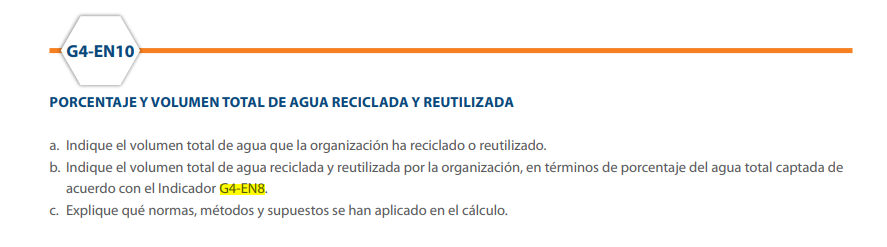 G4-EN10
PORCENTAJE Y VOLUMEN TOTAL DE AGUA RECICLADA Y REUTILIZADA
a. Indique el volumen total de agua que la organización ha reciclado o reutilizado.
b. Indique el volumen total de agua reciclada y reutilizada por la organización, en términos de porcentaje del agua total captada de
acuerdo con el Indicador G4-EN8.
c. Explique qué normas, métodos y supuestos se han aplicado en el cálculo.